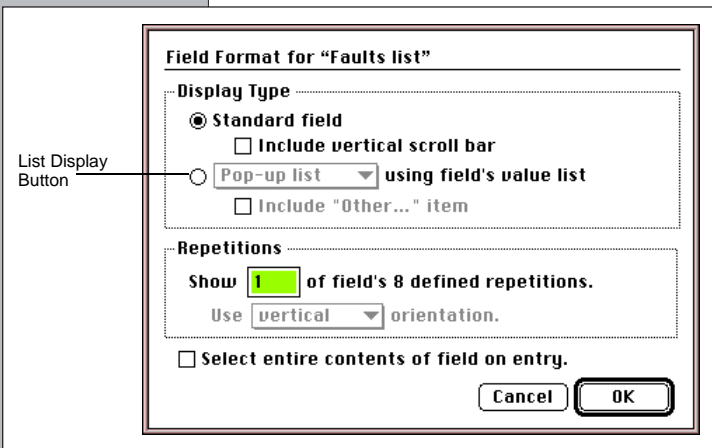 Field Format for “Faults list”
Display Type
Standard field
Include vertical scroll bar
List Display
Button
Pop-up list using field's value list
Include "Other..." item
Repetitions
Show 1 of field's 8 defined repetitions.
Use vertical orientation.
Select entire contents of field on entry.
Cancel OK